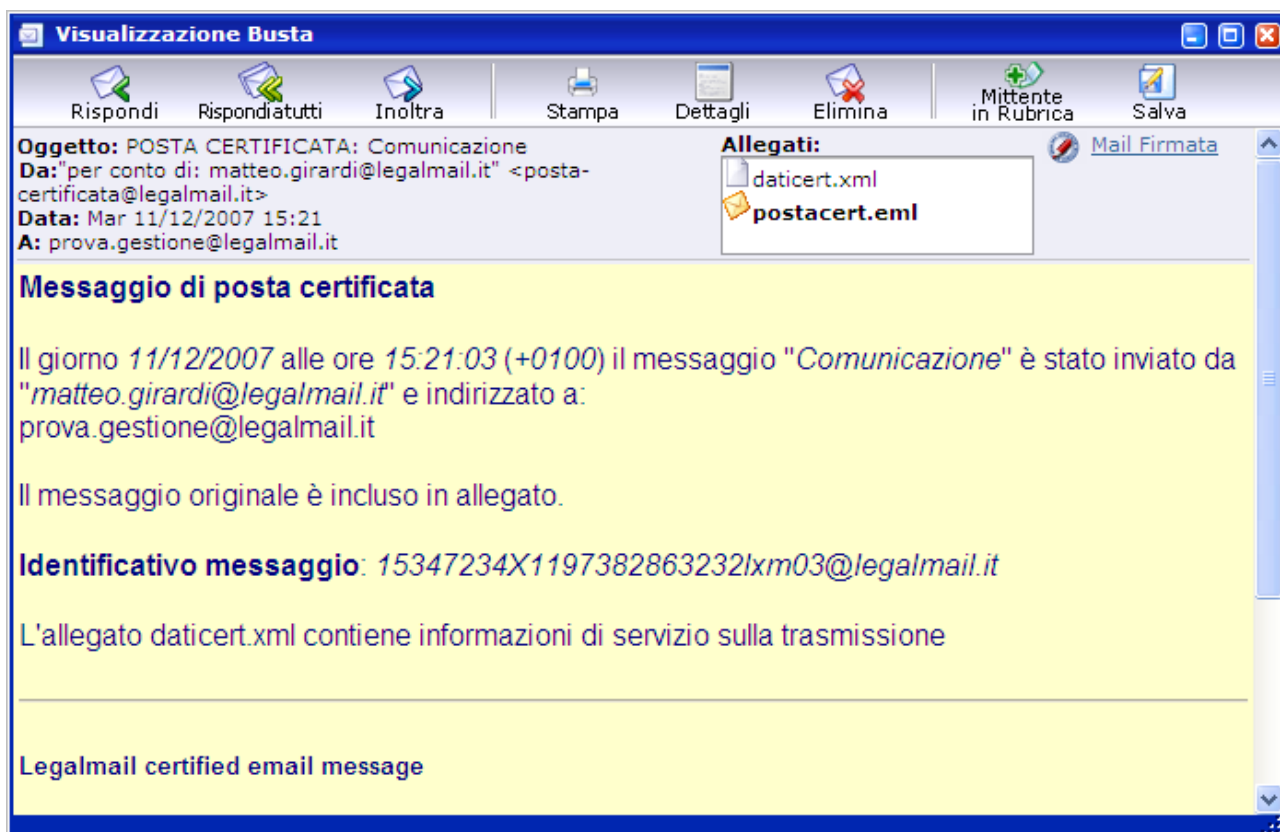 Visualizzazione Busta
Rispondi
Rispondiatutti
Inoltra
Stampa
Dettagli
Elimina
Mittente
in Rubrica
Salva
Oggetto: POSTA CERTIFICATA: Comunicazione
Da:"per conto di: matteo.girardi@legalmail.it" <posta-
certificata@legalmail.it>
Data: Mar 11/12/2007 15:21
A: prova.gestione@legalmail.it
Allegati:
daticert.xml
postacert.eml
Mail Firmata
Messaggio di posta certificata
Il giorno 11/12/2007 alle ore 15:21:03 (+0100) il messaggio "Comunicazione" è stato inviato da
"matteo.girardi@legalmail.it" e indirizzato a:
prova.gestione@legalmail.it
Il messaggio originale è incluso in allegato.
Identificativo messaggio: 15347234X1197382863232lxm03@legalmail.it
L'allegato daticert.xml contiene informazioni di servizio sulla trasmissione
Legalmail certified email message